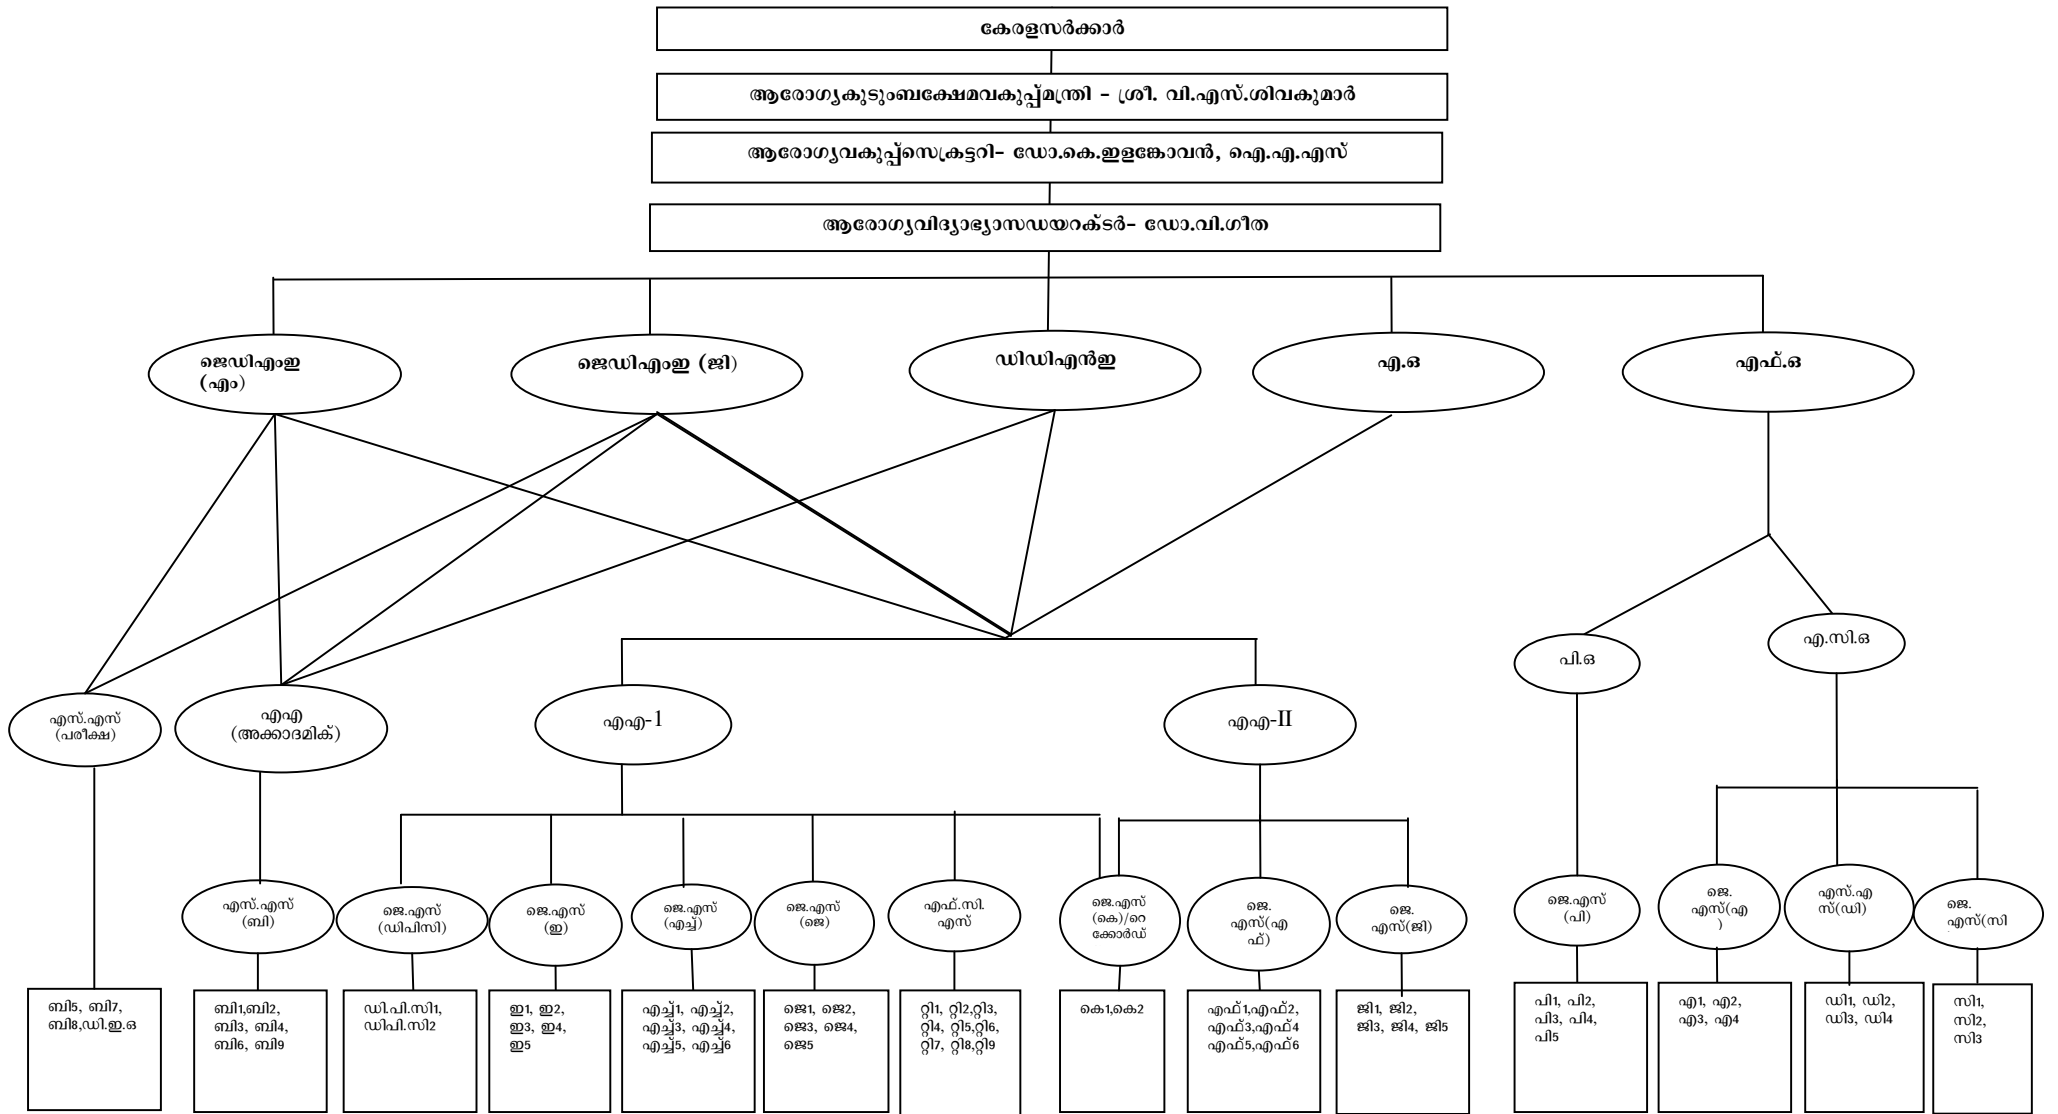 കേരളസർക്കാർ
ആരോഗ്യകുടുംബക്ഷേമവകുപ്പ്മന്ത്രി - ശ്രീ. വി.എസ്.ശിവകുമാർ
ആരോഗ്യവകുപ്പ്സെക്രട്ടറി- ഡോ.കെ.ഇളങ്കോവൻ, ഐ.എ.എസ്
ആരോഗ്യവിദ്യാഭ്യാസഡയറക്ടർ- ഡോ.വി.ഗീത
ജെഡിഎംഇ
(എം)
ജെഡിഎംഇ (ജി)
ഡിഡിഎൻഇ
എ.ഒ
എഫ്.ഒ
പി.ഒ
എ.സി.ഒ
എസ്.എസ്
(പരീക്ഷ)
എഎ
(അക്കാദമിക്)
എഎ-1
എഎ-II
എസ്.എസ്
(ബി)
ജെ.എസ്
(ഡിപിസി)
ജെ.എസ്
(ഇ)
ജെ.എസ്
(എച്ച്)
ജെ.എസ്
(ജെ)
എഫ്.സി.
എസ്
ജെ.എസ്
(കെ)/റെ
ക്കോർഡ്
ജെ.
എസ്(എ
ഫ്)
ജെ.
എസ്(ജി)
ജെ.എസ്
(പി)
ജെ.
എസ്(എ
)
എസ്.എ
സ്(ഡി)
ജെ.
എസ്(സി
ബി5, ബി7,
ബി8,ഡി.ഇ.ഒ
ബി1,ബി2,
ബി3, ബി4,
ബി6, ബി9
ഡി.പി.സി1,
ഡിപി.സി2
ഇ1, ഇ2,
ഇ3, ഇ4,
ഇ5
എച്ച്1, എച്ച്2,
എച്ച്3, എച്ച്4,
എച്ച്5, എച്ച്6
ജെ1, ജെ2,
ജെ3, ജെ4,
ജെ5
റ്റി1, റ്റി2,റ്റി3,
റ്റി4, റ്റി5,റ്റി6,
റ്റി7, റ്റി8,റ്റി9
കെ1,കെ2
എഫ്1,എഫ്2,
എഫ്3,എഫ്4
എഫ്5,എഫ്6
ജി1, ജി2,
ജി3, ജി4, ജി5
പി1, പി2,
പി3, പി4,
പി5
എ1, എ2,
എ3, എ4
ഡി1, ഡി2,
ഡി3, ഡി4
സി1,
സി2,
സി3